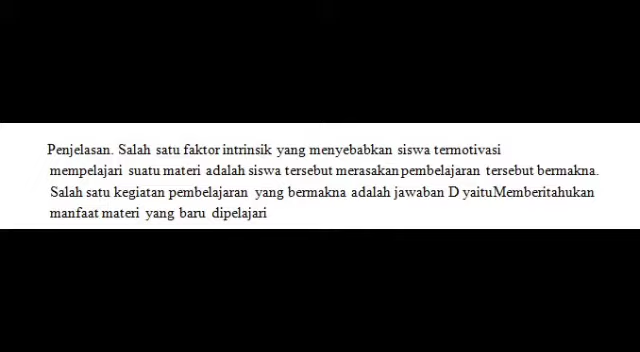 Penjelasan. Salah satu faktor intrinsik yang menyebabkan siswa termotivasi
mempelajari suatu materi adalah siswa tersebut merasakan pembelajaran tersebut bermakna.
Salah satu kegiatan pembelajaran yang bermakna adalah jawaban D yaituMemberitahukan
manfaat materi yang baru dipelajari